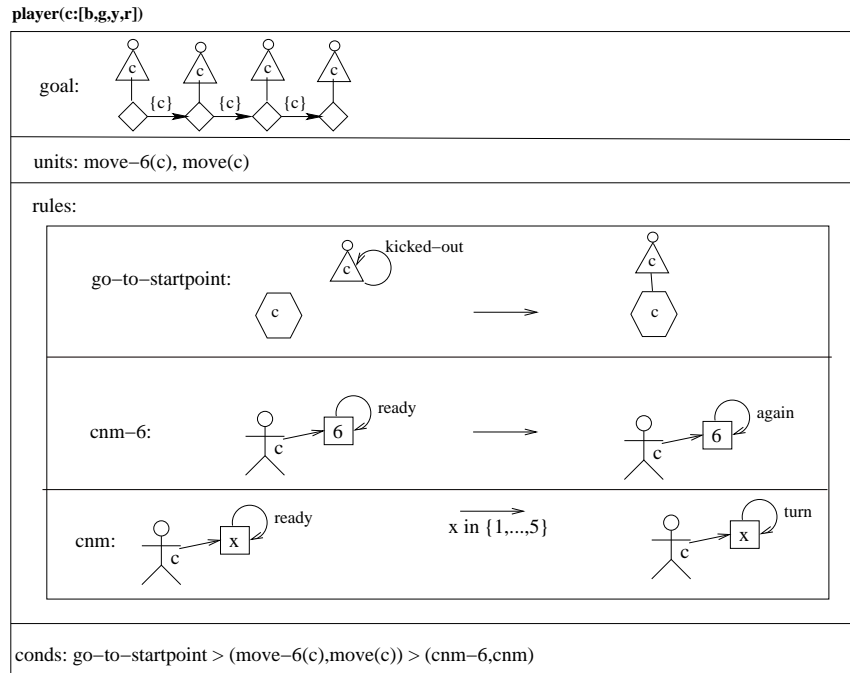 player(c:[b,g,y,r])
goal:
c c c c
{c} {c} {c}
units: move−6(c), move(c)
rules:
go−to−startpoint:
c kicked−out
c
c
c
cnm−6:
c 6 ready
c 6 again
cnm:
c x ready
x in {1,...,5}
c x turn
conds: go−to−startpoint > (move−6(c),move(c)) > (cnm−6,cnm)